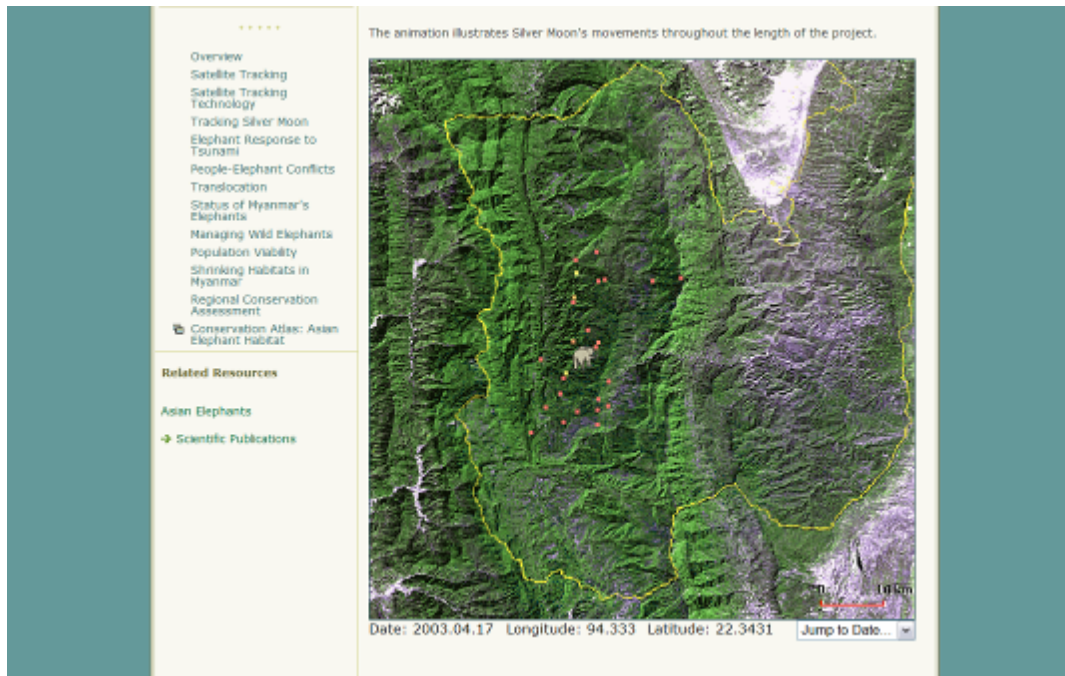 The animation illustrates Silver Moon's movements throughout the length of the project.
Overview
Satellite Tracking
Satellite Tracking
Technology
Tracking Silver Moon
Elephant Response to
Tsunami
People-Elephant Conflicts
Translocation
Status of Myanmar's
Elephants
Managing Wild Elephants
Population Viability
Shrinking Habitats in
Myanmar
Regional Conservation
Assessment
Conservation Atlas: Asian
Elephant Habitat
Related Resources
Asian Elephants
Scientific Publications
0 10 km
Date: 2003.04.17 Longitude: 94.333 Latitude: 22.3431 Jump to Date...